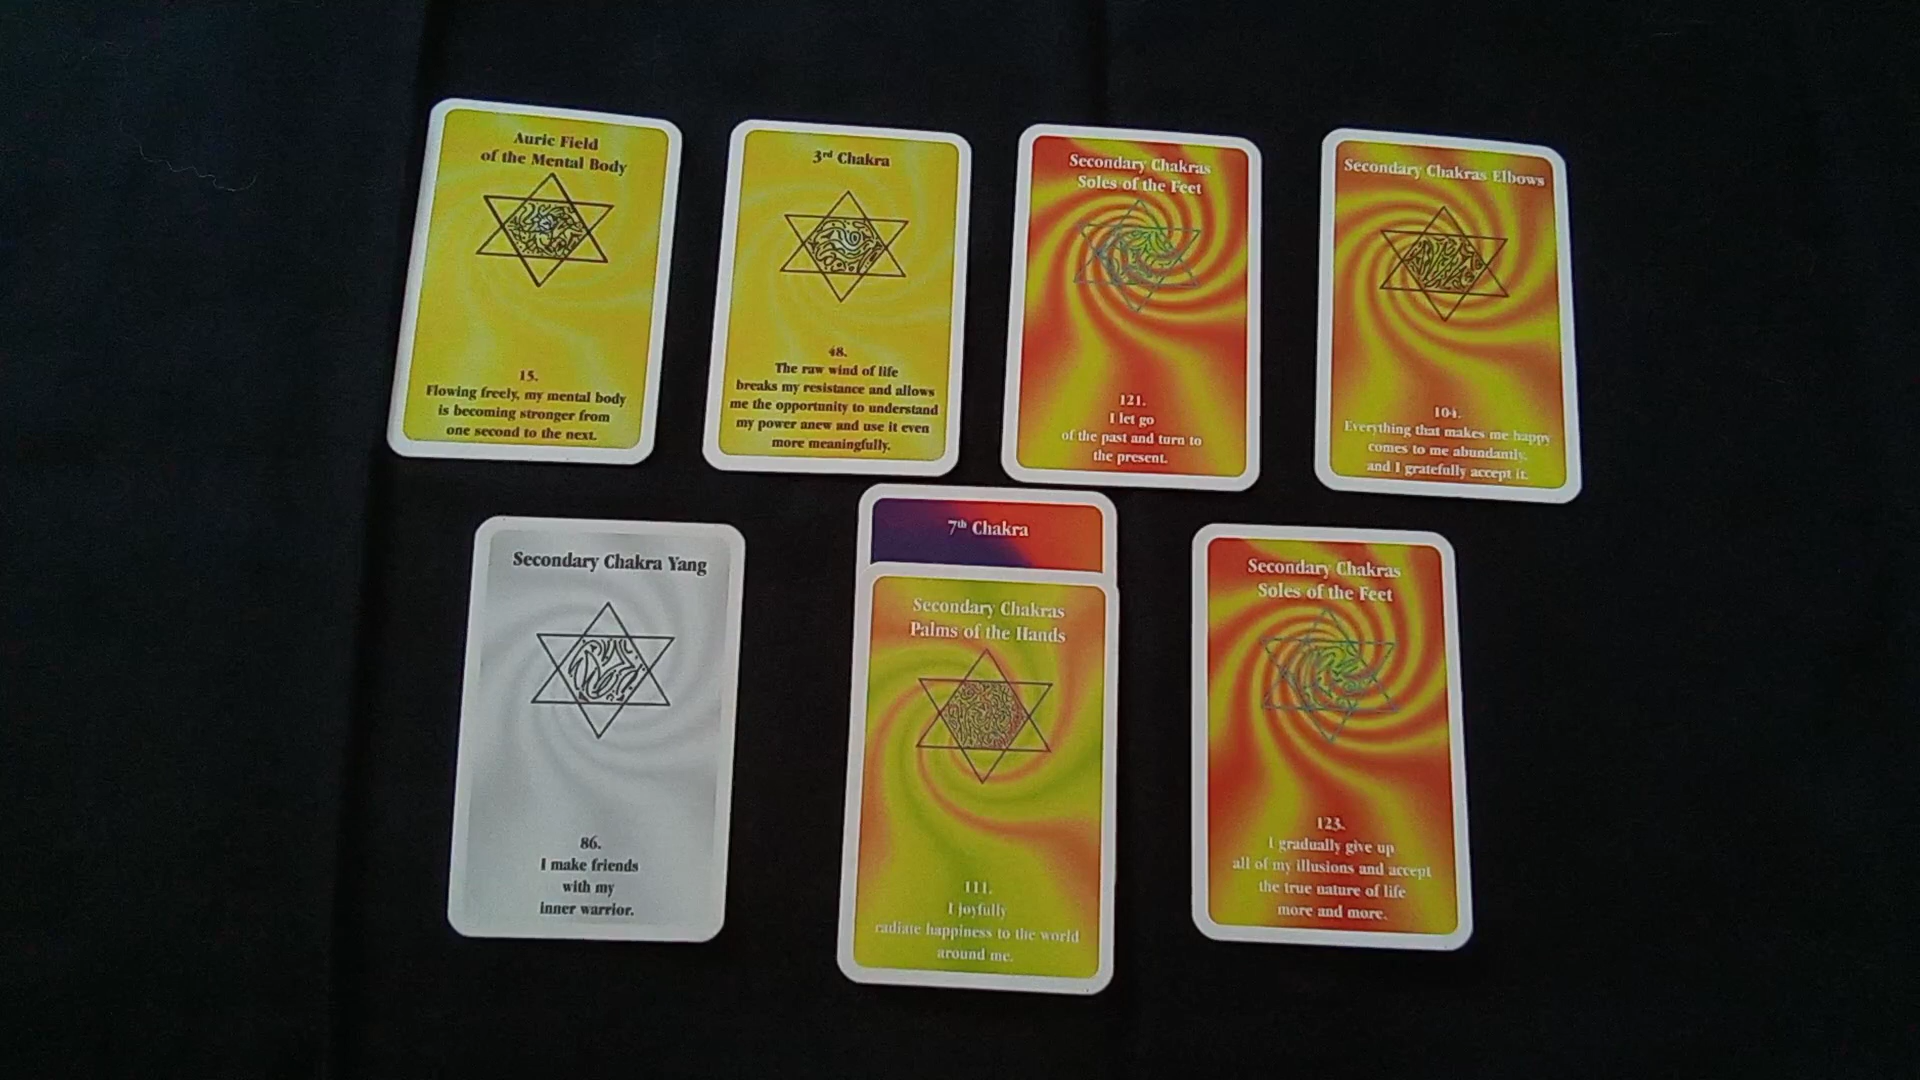 Auric Field
of the Mental Body
15.
Flowing freely, my mental body
is becoming stronger from
one second to the next.
3rd Chakra
48.
The raw wind of life
breaks my resistance and allows
me the opportunity to understand
my power anew and use it even
more meaningfully.
Secondary Chakras
Soles of the Feet
121.
I let go
of the past and turn to
the present.
Secondary Chakras Elbows
104.
Everything that makes me happy
comes to me abundantly,
and I gratefully accept it.
Secondary Chakra Yang
86.
I make friends
with my
inner warrior.
7th Chakra
Secondary Chakras
Palms of the Hands
111.
I joyfully
radiate happiness to the world
around me.
Secondary Chakras
Soles of the Feet
123.
I gradually give up
all of my illusions and accept
the true nature of life
more and more.